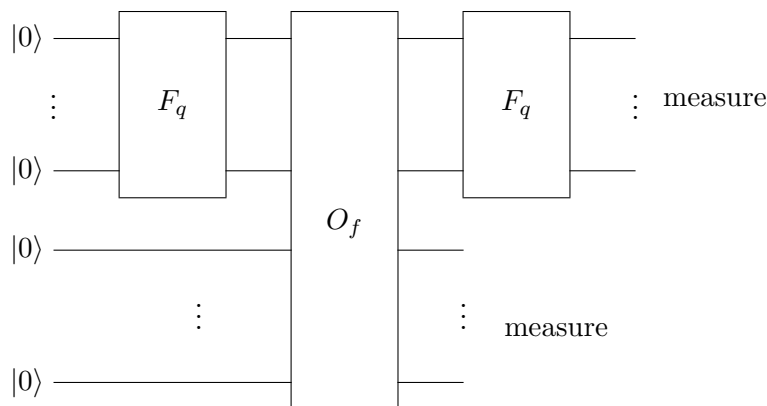 |0⟩
⋮ F_q F_q ⋮ measure
|0⟩
O_f
|0⟩
⋮ ⋮ measure
|0⟩